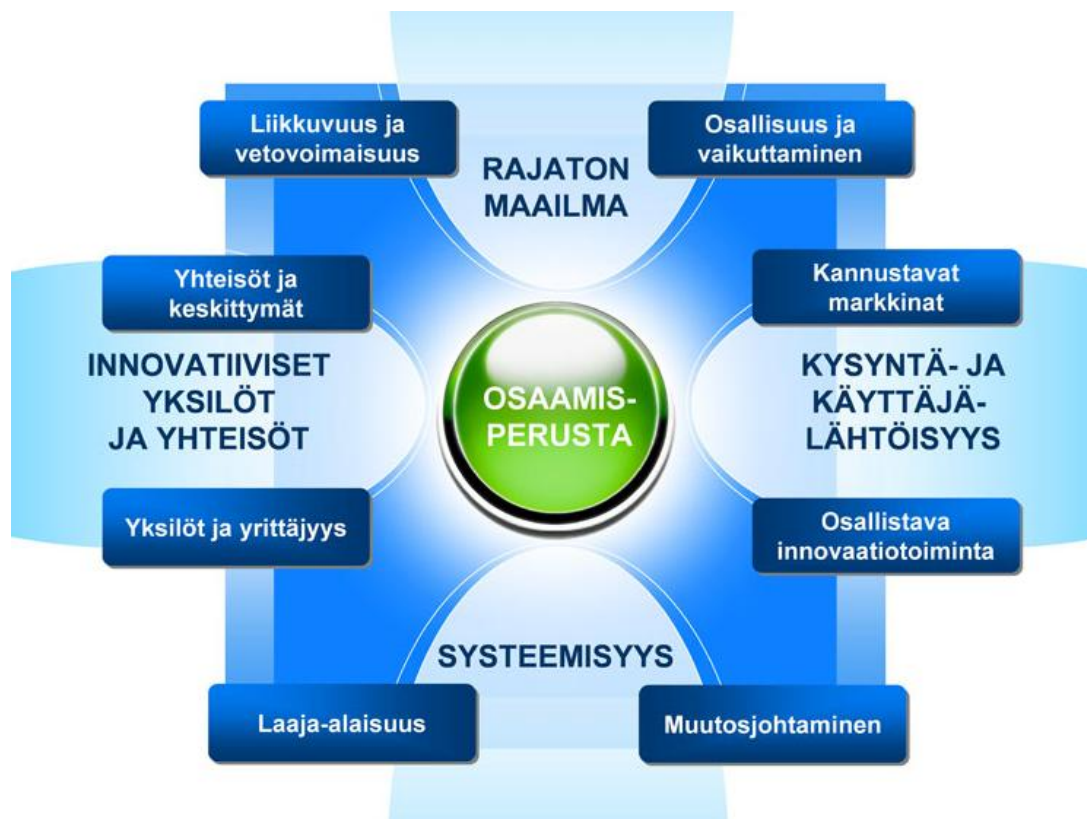 Liikkuvuus ja
vetovoimaisuus
Osallisuus ja
vaikuttaminen
RAJATON
MAAILMA
Yhteisöt ja
keskittymät
Kannustavat
markkinat
INNOVATIIVISET
YKSILÖT
JA YHTEISÖT
OSAAMIS-
PERUSTA
KYSYNTÄ- JA
KÄYTTÄJÄ-
LÄHTÖISYYS
Yksilöt ja yrittäjyys
Osallistava
innovaatiotoiminta
SYSTEEMISYYS
Laaja-alaisuus
Muutosjohtaminen